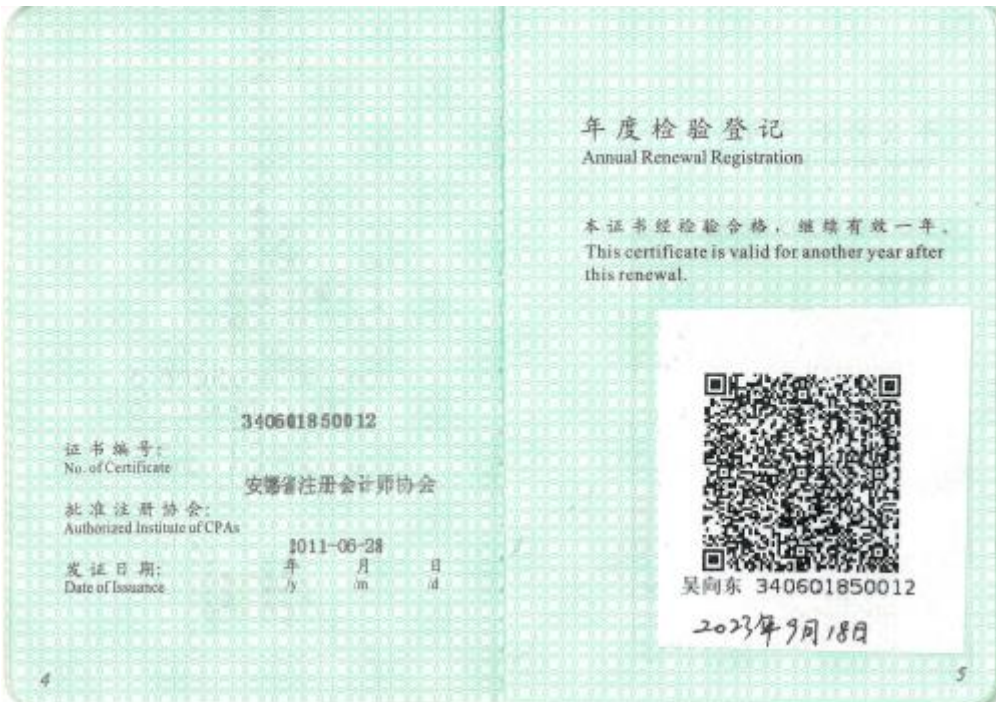 340601850012
证书编号:
No. of Certificate
安徽省注册会计师协会
批准注册协会:
Authorized Institute of CPAs
1011-06-28
发证日期: 年 月 日
Date of Issuance /y /m /d
4
年度检验登记
Annual Renewal Registration
本证书经检验合格，继续有效一年。
This certificate is valid for another year after
this renewal.
吴向东 340601850012
2023年9月18日
5